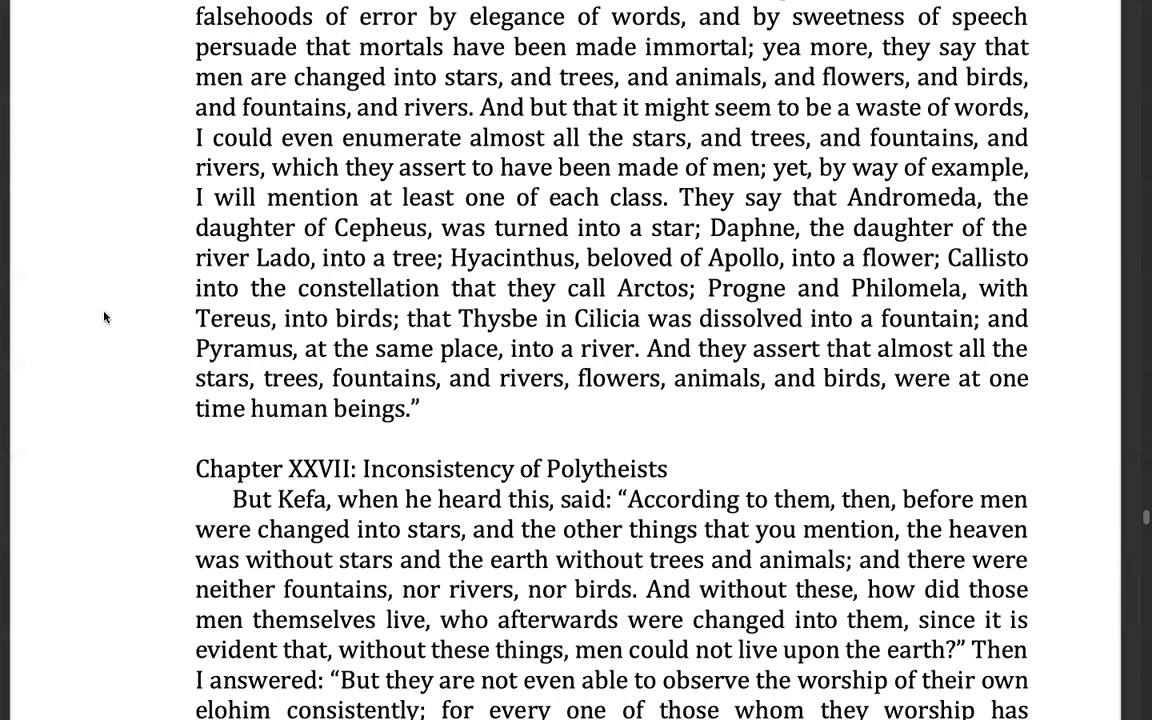 falsehoods of error by elegance of words, and by sweetness of speech
persuade that mortals have been made immortal; yea more, they say that
men are changed into stars, and trees, and animals, and flowers, and birds,
and fountains, and rivers. And but that it might seem to be a waste of words,
I could even enumerate almost all the stars, and trees, and fountains, and
rivers, which they assert to have been made of men; yet, by way of example,
I will mention at least one of each class. They say that Andromeda, the
daughter of Cepheus, was turned into a star; Daphne, the daughter of the
river Lado, into a tree; Hyacinthus, beloved of Apollo, into a flower; Callisto
into the constellation that they call Arctos; Progne and Philomela, with
Tereus, into birds; that Thysbe in Cilicia was dissolved into a fountain; and
Pyramus, at the same place, into a river. And they assert that almost all the
stars, trees, fountains, and rivers, flowers, animals, and birds, were at one
time human beings.”
Chapter XXVII: Inconsistency of Polytheists
But Kefa, when he heard this, said: “According to them, then, before men
were changed into stars, and the other things that you mention, the heaven
was without stars and the earth without trees and animals; and there were
neither fountains, nor rivers, nor birds. And without these, how did those
men themselves live, who afterwards were changed into them, since it is
evident that, without these things, men could not live upon the earth?” Then
I answered: “But they are not even able to observe the worship of their own
elohim consistently; for every one of those whom they worship has